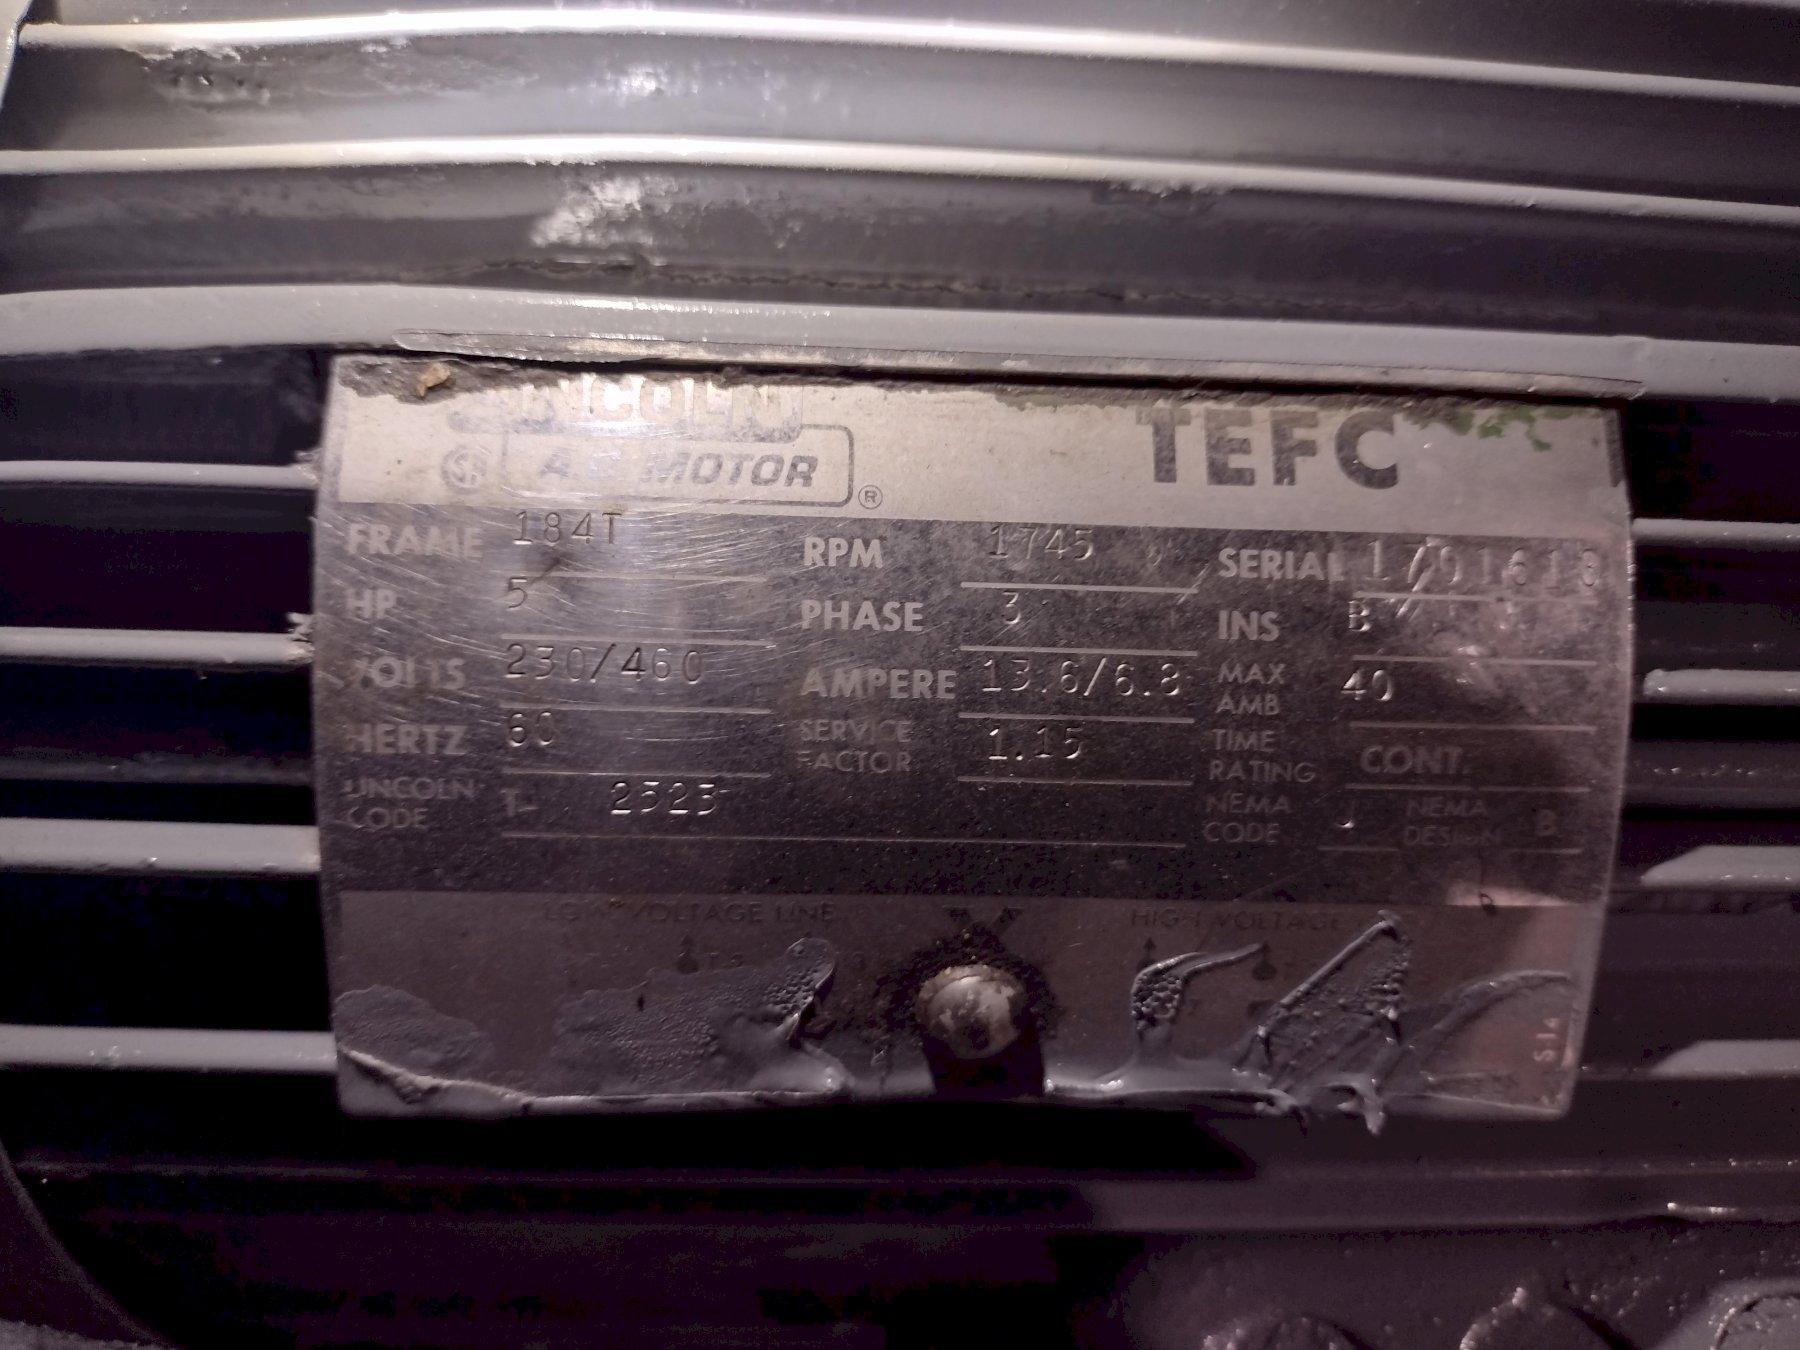 LINCOLN
A.C. MOTOR ®
TEFC
FRAME 184T RPM 1745 SERIAL 1701618
HP 5 PHASE 3 INS B
VOLTS 230/460 AMPERE 13.6/6.8 MAX AMB 40
HERTZ 60 SERVICE FACTOR 1.15 TIME RATING CONT.
LINCOLN CODE T- 2523 NEMA CODE J NEMA DESIGN B
LOW VOLTAGE LINE HIGH VOLTAGE